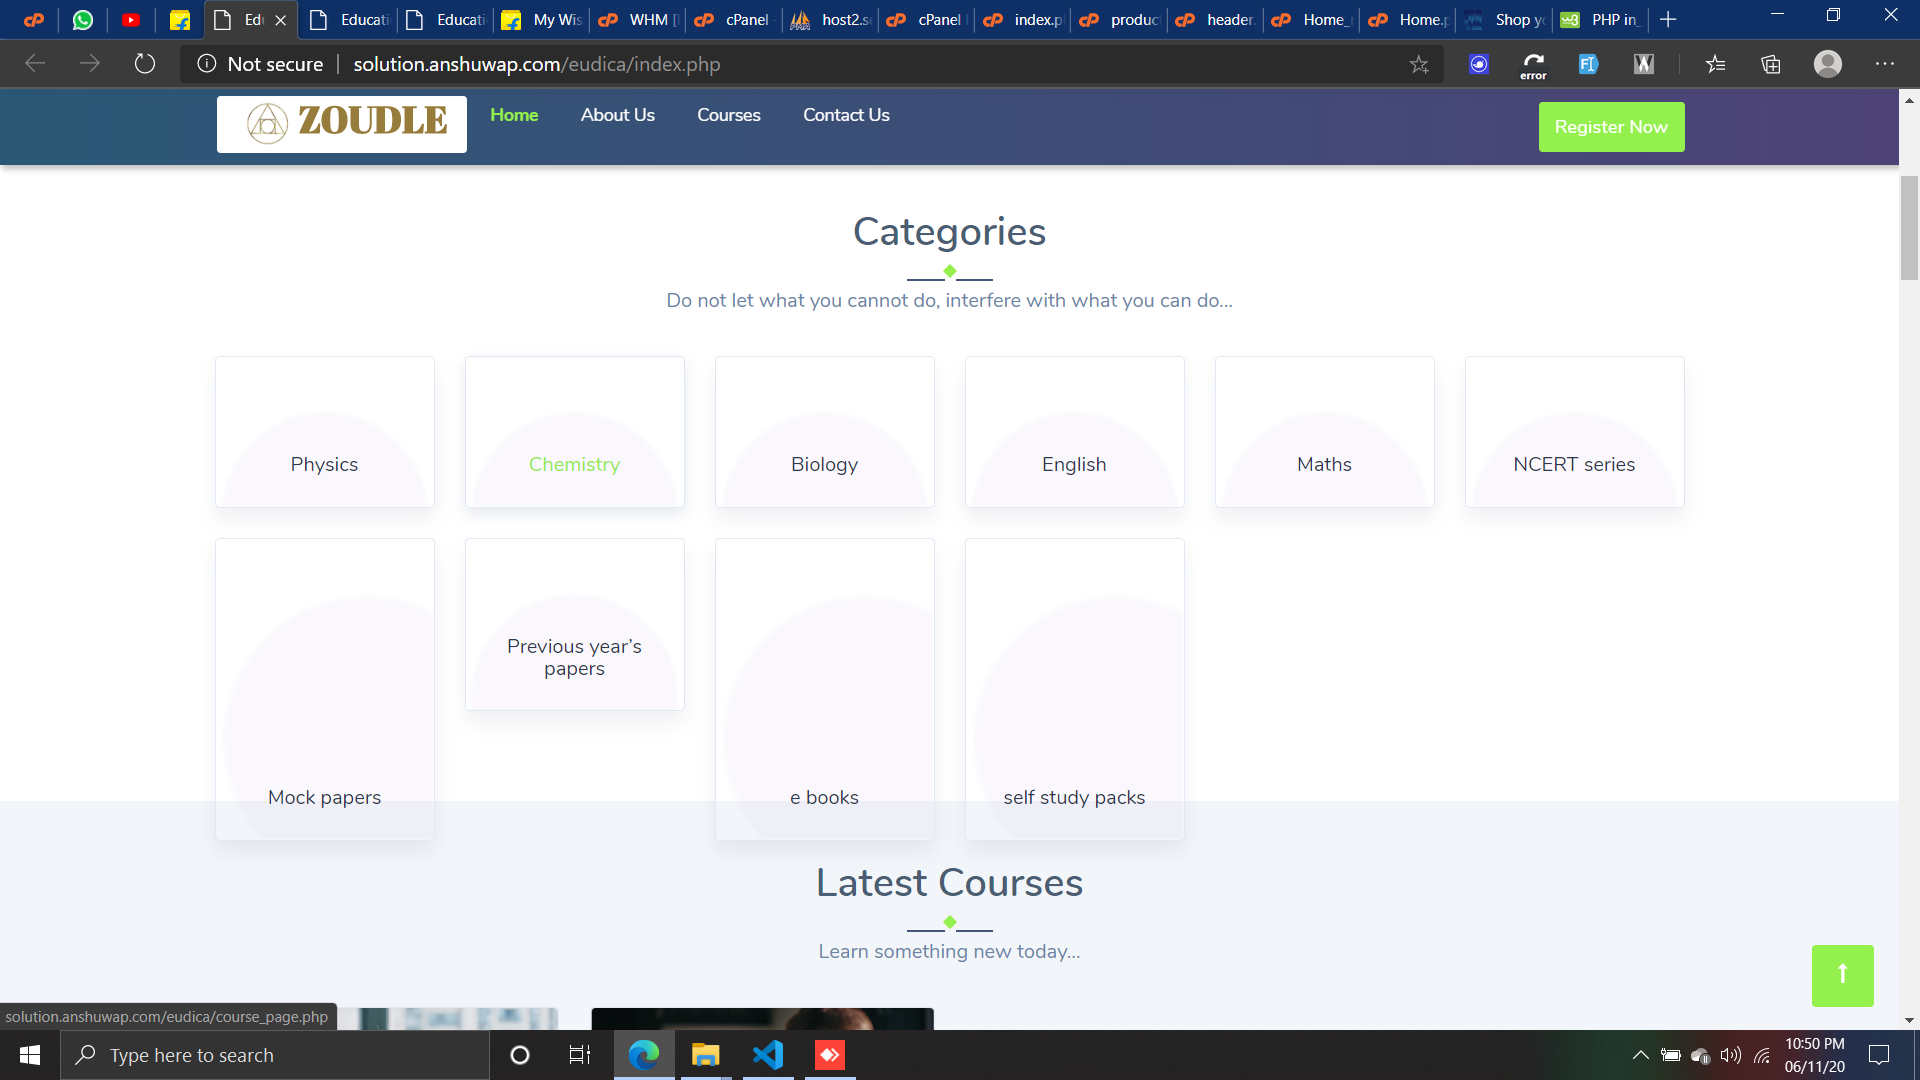 Edu
Educati
Educati
My Wis
WHM [
cPanel -
host2.se
cPanel
index.p
product
header.
Home_
Home.p
Shop yo
PHP in_
Not secure
solution.anshuwap.com/eudica/index.php
error
ZOUDLE
Home
About Us
Courses
Contact Us
Register Now
Categories
Do not let what you cannot do, interfere with what you can do...
Physics
Chemistry
Biology
English
Maths
NCERT series
Mock papers
Previous year's
papers
e books
self study packs
Latest Courses
Learn something new today...
solution.anshuwap.com/eudica/course_page.php
Type here to search
10:50 PM
06/11/20